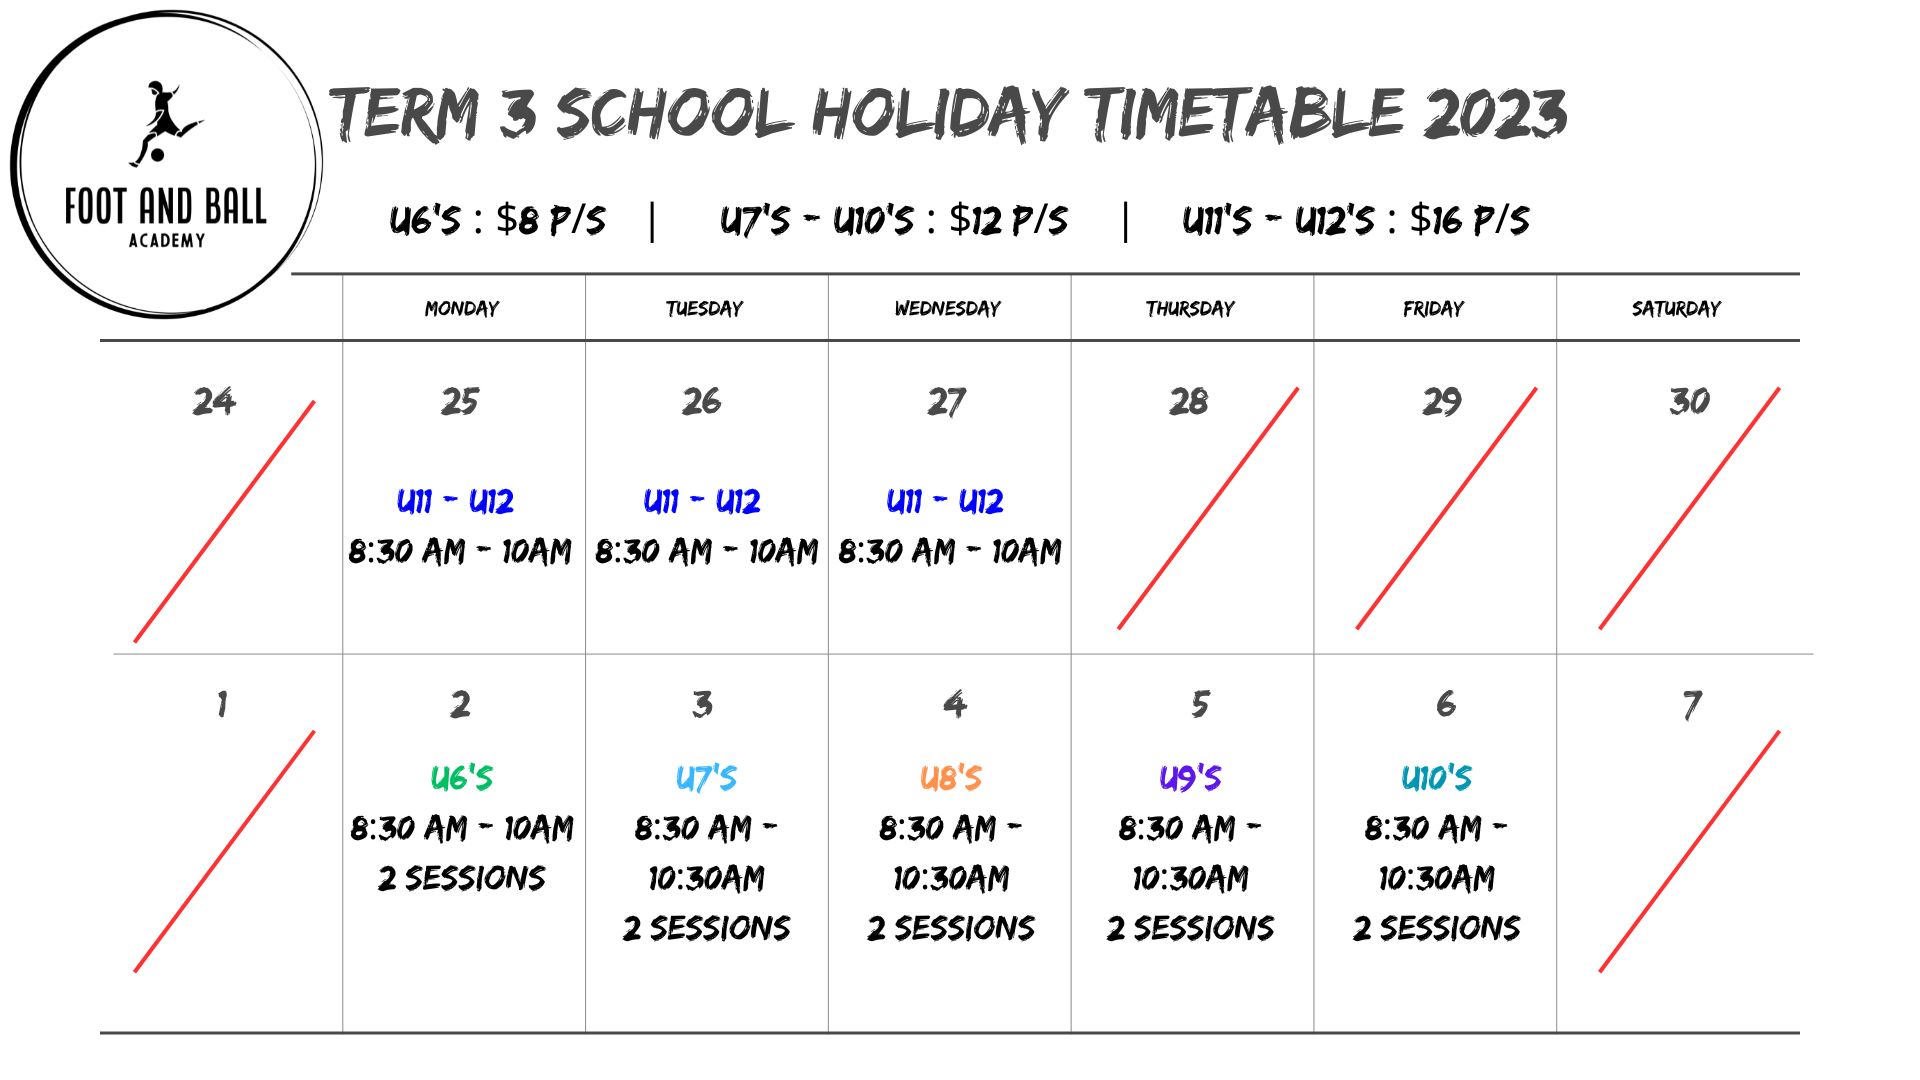 FOOT AND BALL
ACADEMY
TERM 3 SCHOOL HOLIDAY TIMETABLE 2023
U6'S : $8 P/S | U7'S - U10'S : $12 P/S | U11'S - U12'S : $16 P/S
MONDAY TUESDAY WEDNESDAY THURSDAY FRIDAY SATURDAY
24 25 26 27 28 29 30
U11 - U12 U11 - U12 U11 - U12
8:30 AM - 10AM 8:30 AM - 10AM 8:30 AM - 10AM
1 2 3 4 5 6 7
U6'S U7'S U8'S U9'S U10'S
8:30 AM - 10AM 8:30 AM - 8:30 AM - 8:30 AM - 8:30 AM -
2 SESSIONS 10:30AM 10:30AM 10:30AM 10:30AM
2 SESSIONS 2 SESSIONS 2 SESSIONS 2 SESSIONS